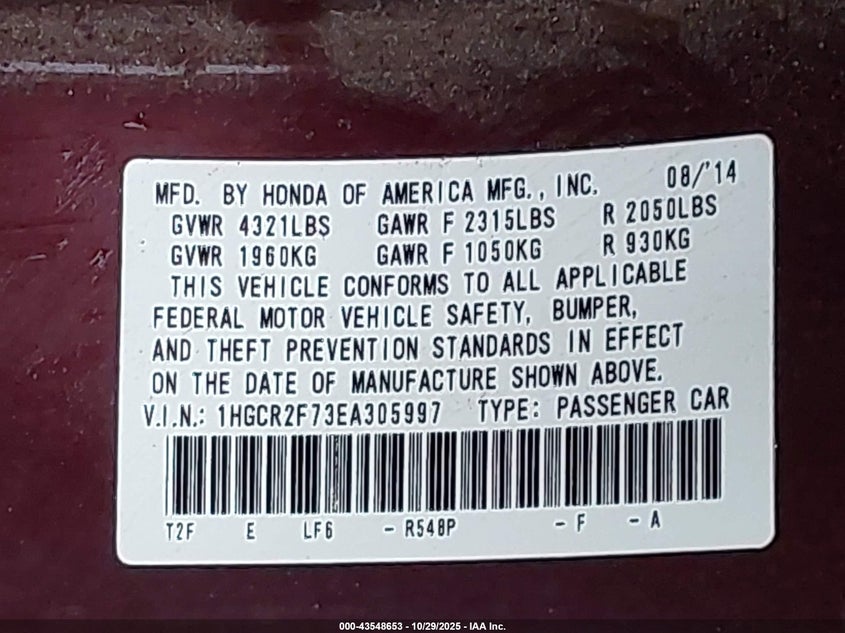 MFD. BY HONDA OF AMERICA MFG., INC. 08/'14
GVWR 4321LBS GAWR F 2315LBS R 2050LBS
GVWR 1960KG GAWR F 1050KG R 930KG
THIS VEHICLE CONFORMS TO ALL APPLICABLE
FEDERAL MOTOR VEHICLE SAFETY, BUMPER,
AND THEFT PREVENTION STANDARDS IN EFFECT
ON THE DATE OF MANUFACTURE SHOWN ABOVE.
V.I.N.: 1HGCR2F73EA305997 TYPE: PASSENGER CAR
T2F E LF6 - R548P - F - A
000-43548653 - 10/29/2025 - IAA Inc.